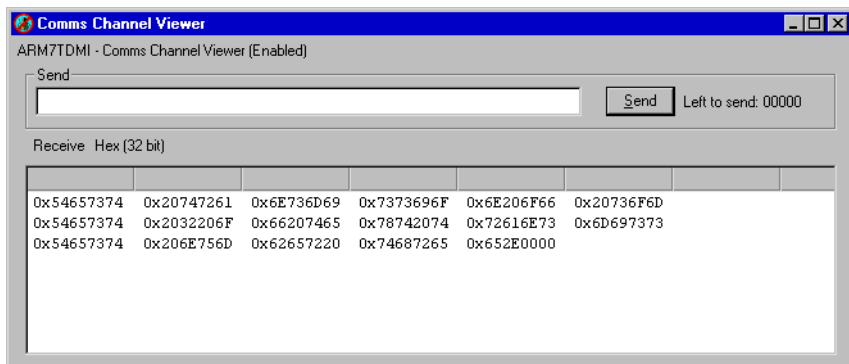 Comms Channel Viewer
ARM7TDMI - Comms Channel Viewer (Enabled)
Send
Send Left to send: 00000
Receive Hex (32 bit)
0x54657374 0x20747261 0x6E736D69 0x7373696F 0x6E206F66 0x20736F6D
0x54657374 0x2032206F 0x66207465 0x78742074 0x72616E73 0x6D697373
0x54657374 0x206E756D 0x62657220 0x74687265 0x652E0000